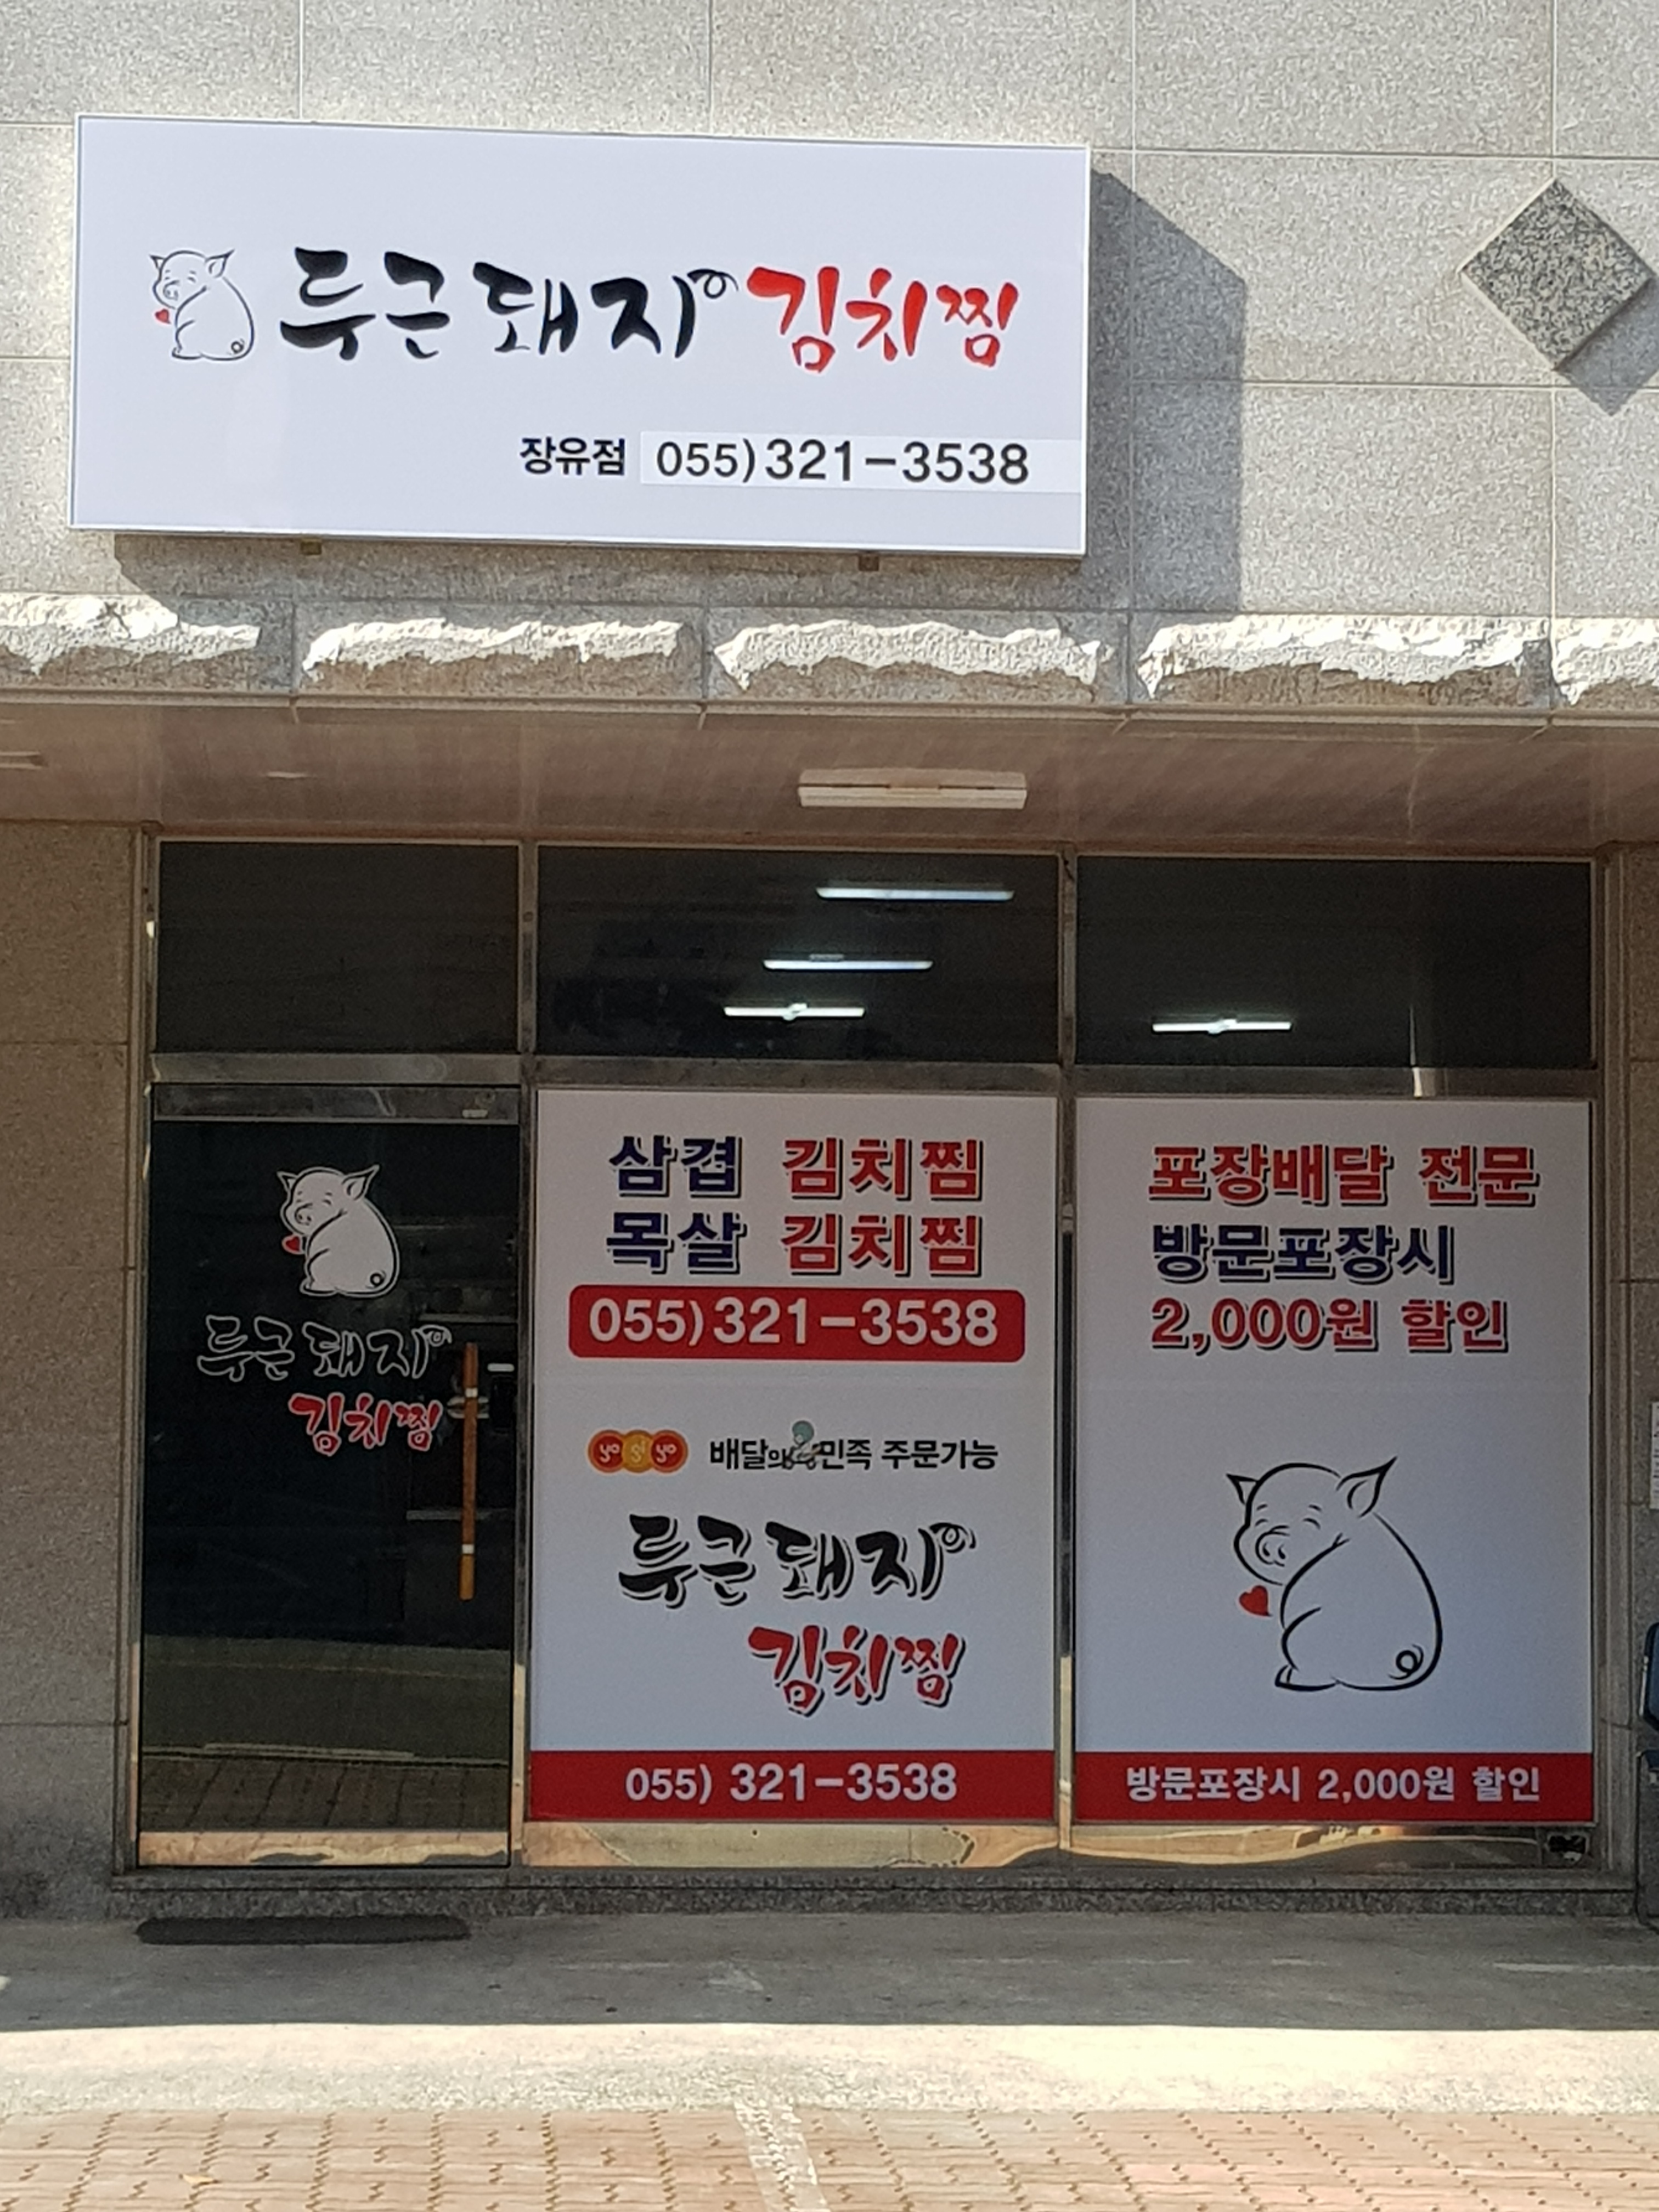 두근돼지 김치찜
장유점 055)321-3538
두근돼지
김치찜
삼겹 김치찜
목살 김치찜
055)321-3538
yo gi yo 배달의민족 주문가능
두근돼지
김치찜
055) 321-3538
포장배달 전문
방문포장시
2,000원 할인
방문포장시 2,000원 할인